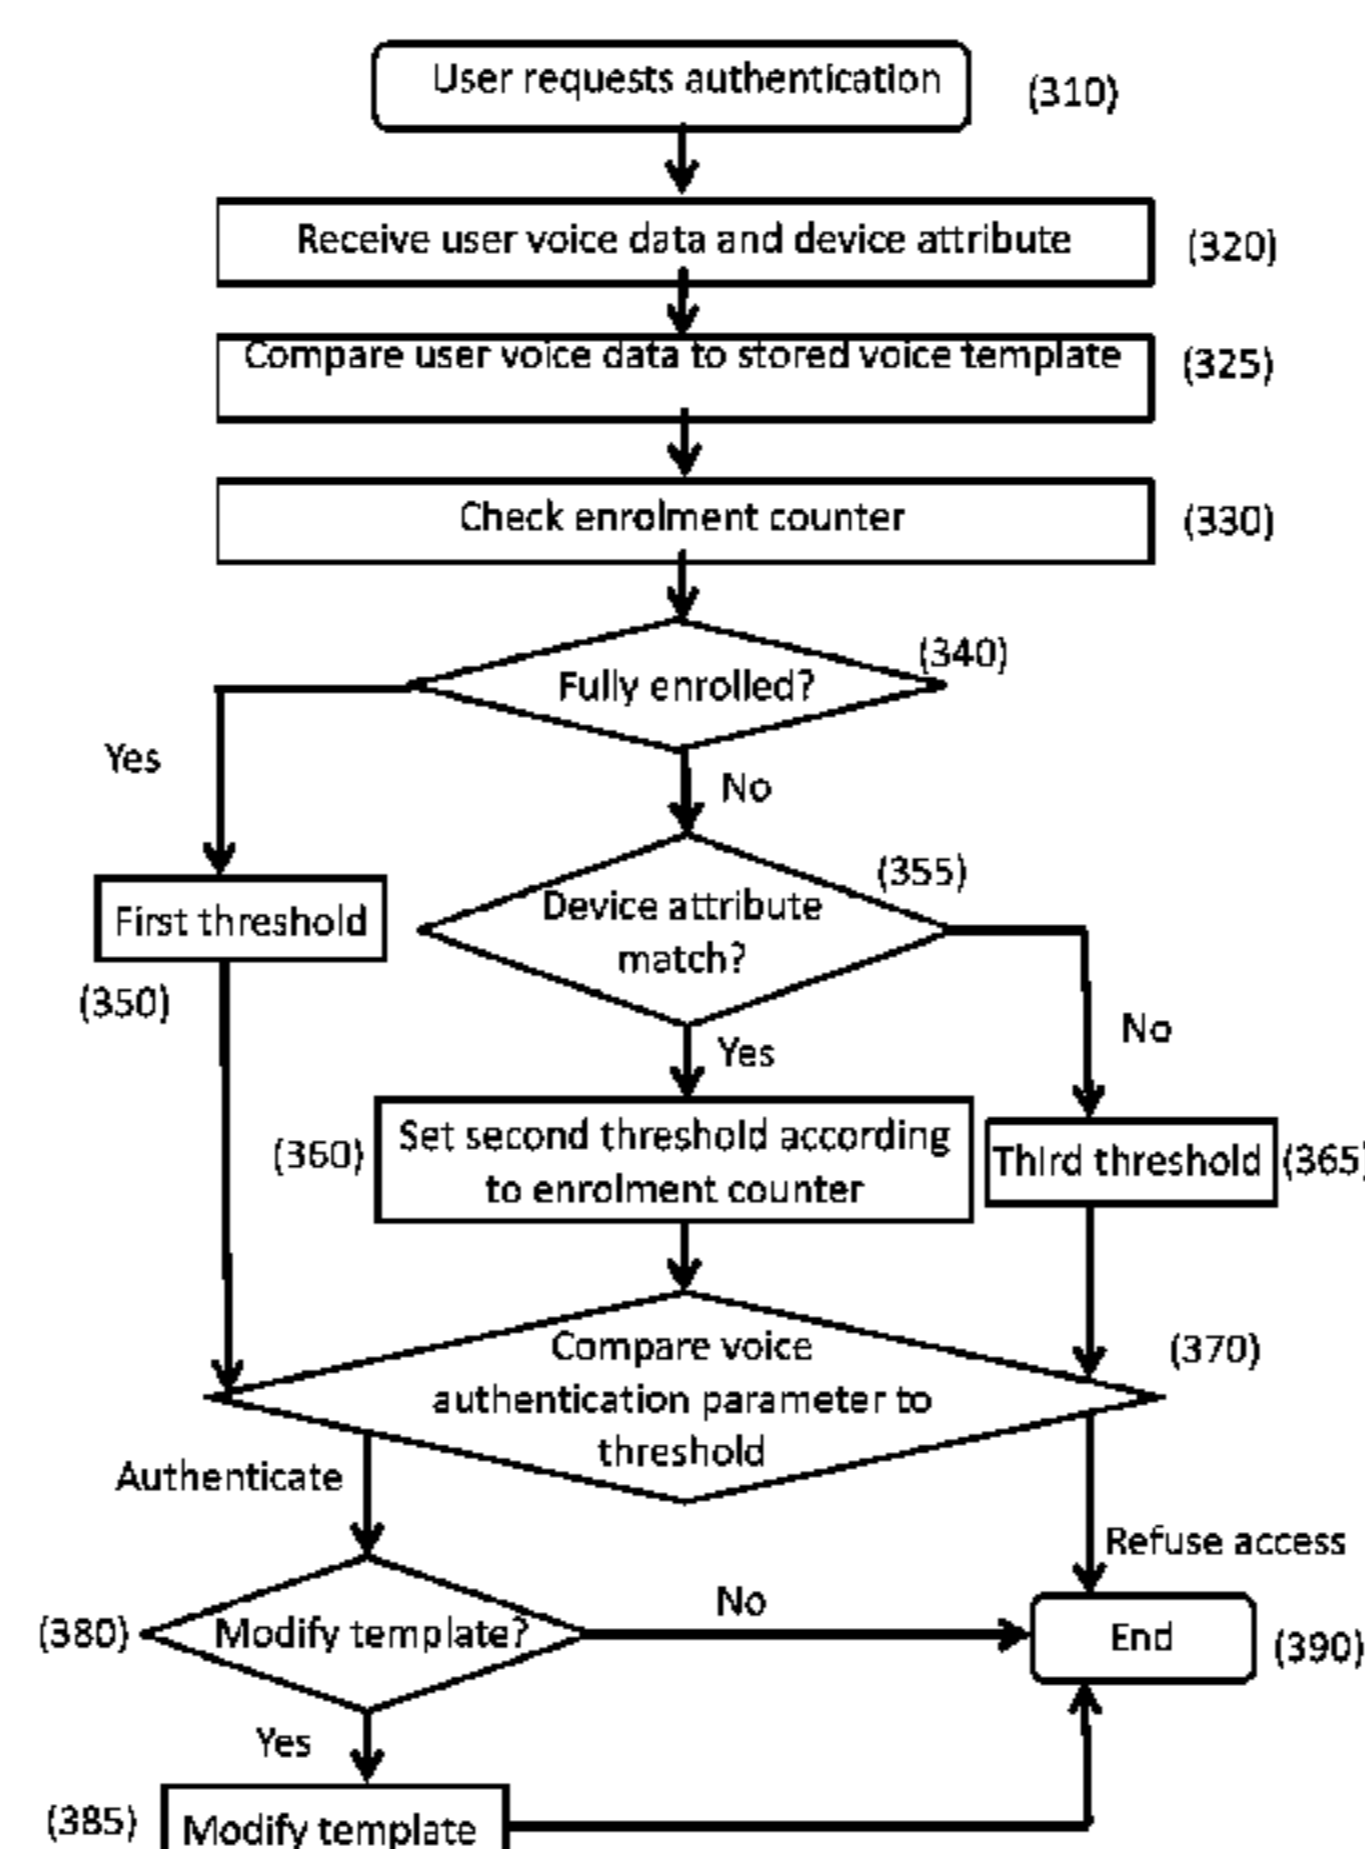 User requests authentication
(310)
Receive user voice data and device attribute
(320)
Compare user voice data to stored voice template
(325)
Check enrolment counter
(330)
(340)
Fully enrolled?
Yes
No
(355)
First threshold
Device attribute
match?
(350)
No
Yes
(360)
Set second threshold according
to enrolment counter
Third threshold
(365)
Compare voice
authentication parameter to
threshold
(370)
Authenticate
Refuse access
No
(380)
Modify template?
End
(390)
Yes
(385)
Modify template